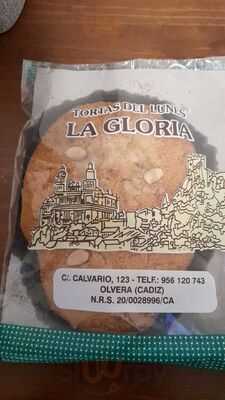 TORTAS DEL LUNES
LA GLORIA
C/. CALVARIO, 123 - TELF.: 956 120 743
OLVERA (CADIZ)
N.R.S. 20/0028996/CA